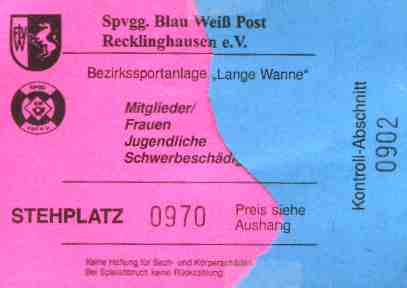 Spvgg. Blau Weiß Post
Recklinghausen e.V.
Bezirkssportanlage „Lange Wanne"
Mitglieder/
Frauen
Jugendliche
Schwerbeschädig
STEHPLATZ 0970 Preis siehe
Aushang
Keine Haftung für Sach- und Körperschäden
Bei Spielabbruch keine Rückzahlung
Kontroll-Abschnitt
0902